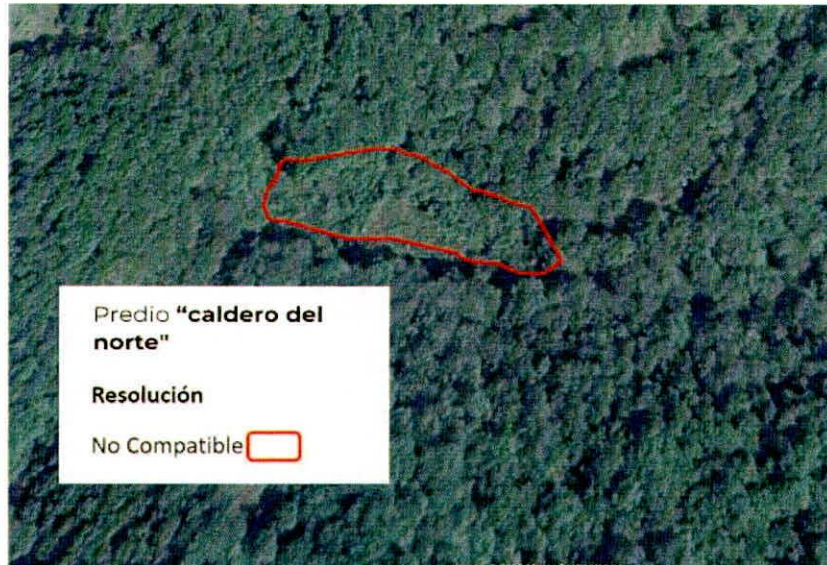 Predio “caldero del
norte"
Resolución
No Compatible